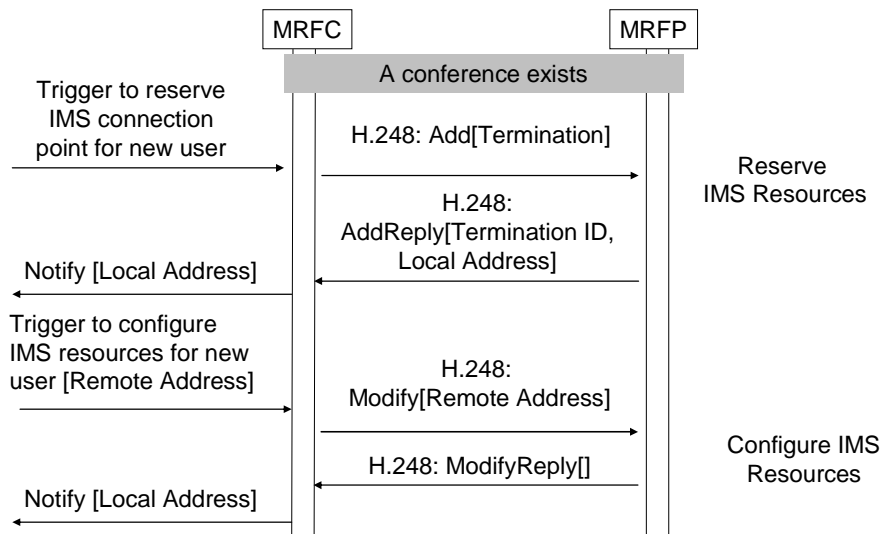 MRFC
MRFP
A conference exists
Trigger to reserve
IMS connection
point for new user
H.248: Add[Termination]
Reserve
IMS Resources
H.248:
AddReply[Termination ID,
Local Address]
Notify [Local Address]
Trigger to configure
IMS resources for new
user [Remote Address]
H.248:
Modify[Remote Address]
Configure IMS
Resources
H.248: ModifyReply[]
Notify [Local Address]